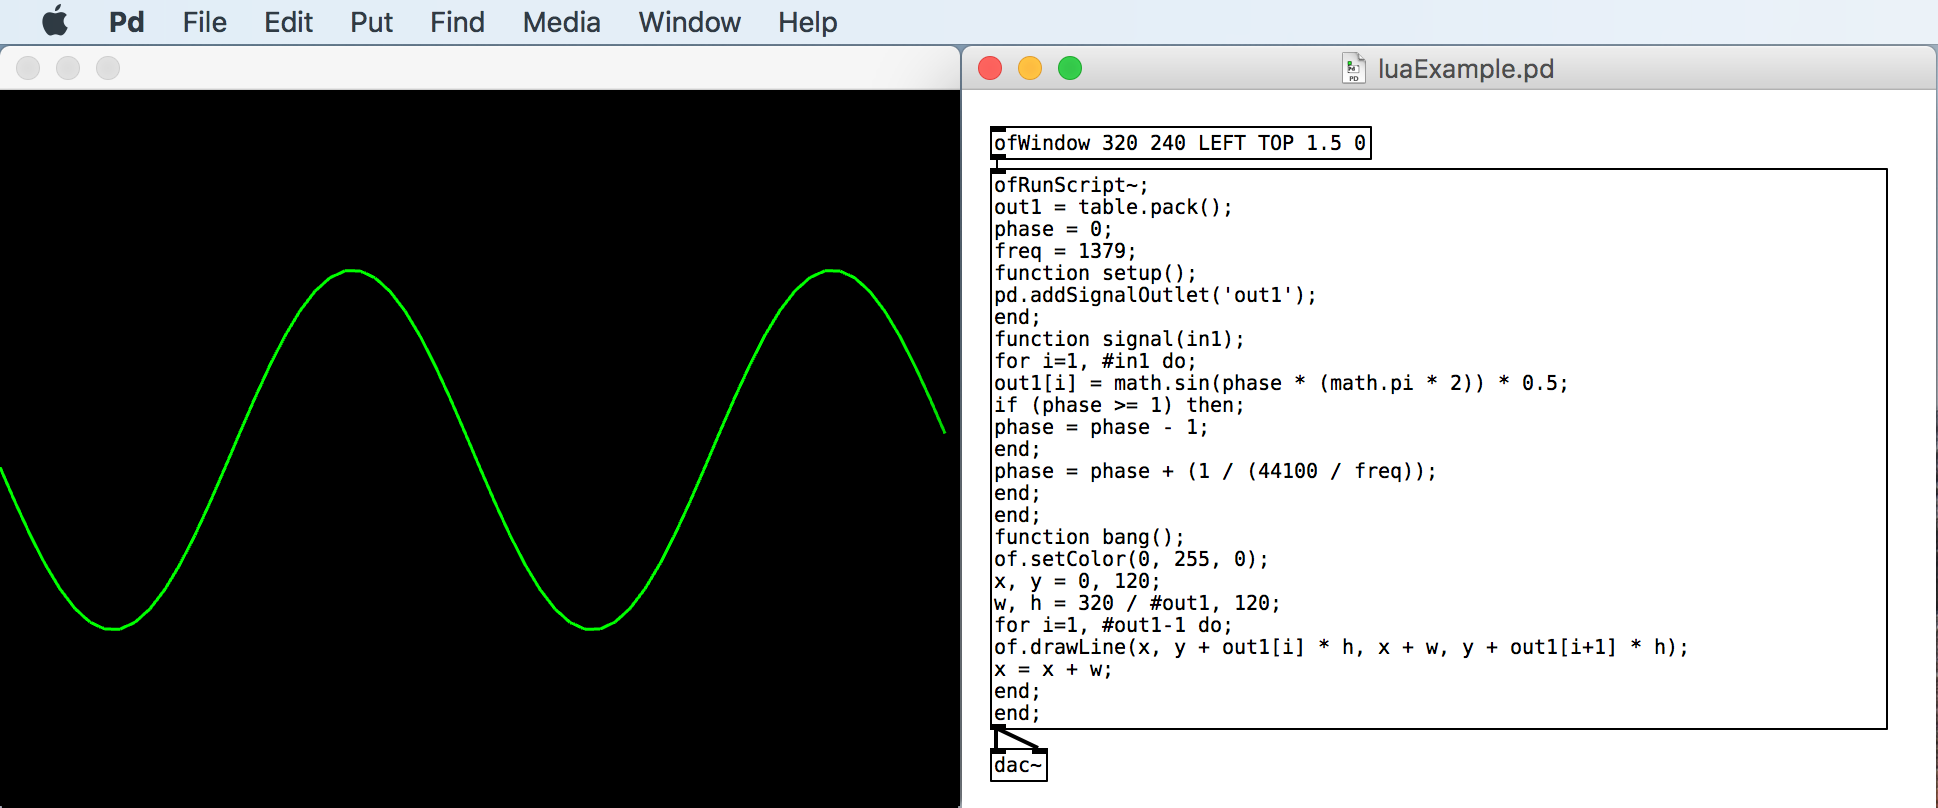 Pd File Edit Put Find Media Window Help
luaExample.pd
ofWindow 320 240 LEFT TOP 1.5 0
ofRunScript~;
out1 = table.pack();
phase = 0;
freq = 1379;
function setup();
pd.addSignalOutlet('out1');
end;
function signal(in1);
for i=1, #in1 do;
out1[i] = math.sin(phase * (math.pi * 2)) * 0.5;
if (phase >= 1) then;
phase = phase - 1;
end;
phase = phase + (1 / (44100 / freq));
end;
end;
function bang();
of.setColor(0, 255, 0);
x, y = 0, 120;
w, h = 320 / #out1, 120;
for i=1, #out1-1 do;
of.drawLine(x, y + out1[i] * h, x + w, y + out1[i+1] * h);
x = x + w;
end;
end;
dac~